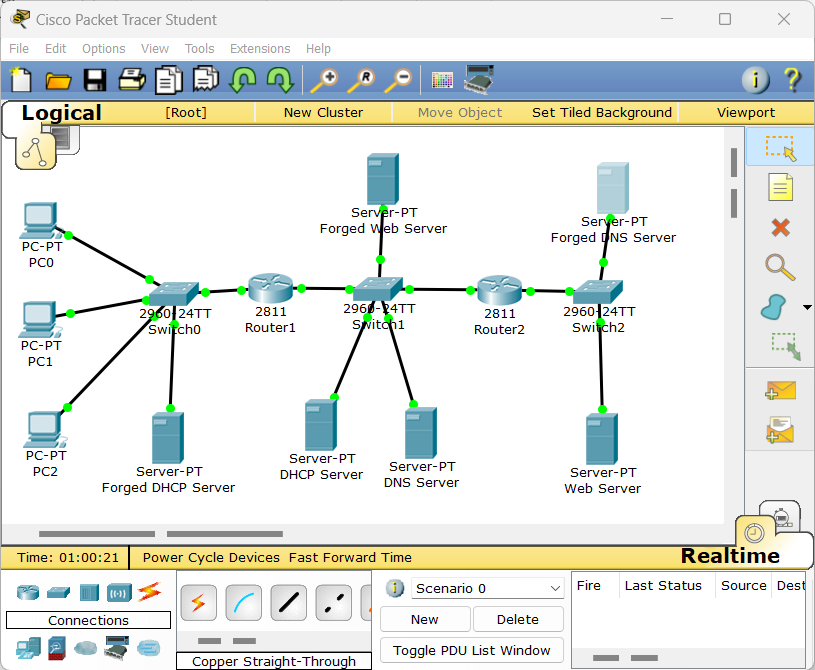 Cisco Packet Tracer Student
File Edit Options View Tools Extensions Help
Logical [Root] New Cluster Move Object Set Tiled Background Viewport
Server-PT
Forged Web Server
Server-PT
Forged DNS Server
PC-PT
PC0
2960-24TT
Switch0
2811
Router1
2960-24TT
Switch1
2811
Router2
2960-24TT
Switch2
PC-PT
PC1
PC-PT
PC2
Server-PT
Forged DHCP Server
Server-PT
DHCP Server
Server-PT
DNS Server
Server-PT
Web Server
Time: 01:00:21 Power Cycle Devices Fast Forward Time
Realtime
Connections
Copper Straight-Through
Scenario 0
New Delete
Toggle PDU List Window
Fire Last Status Source Dest